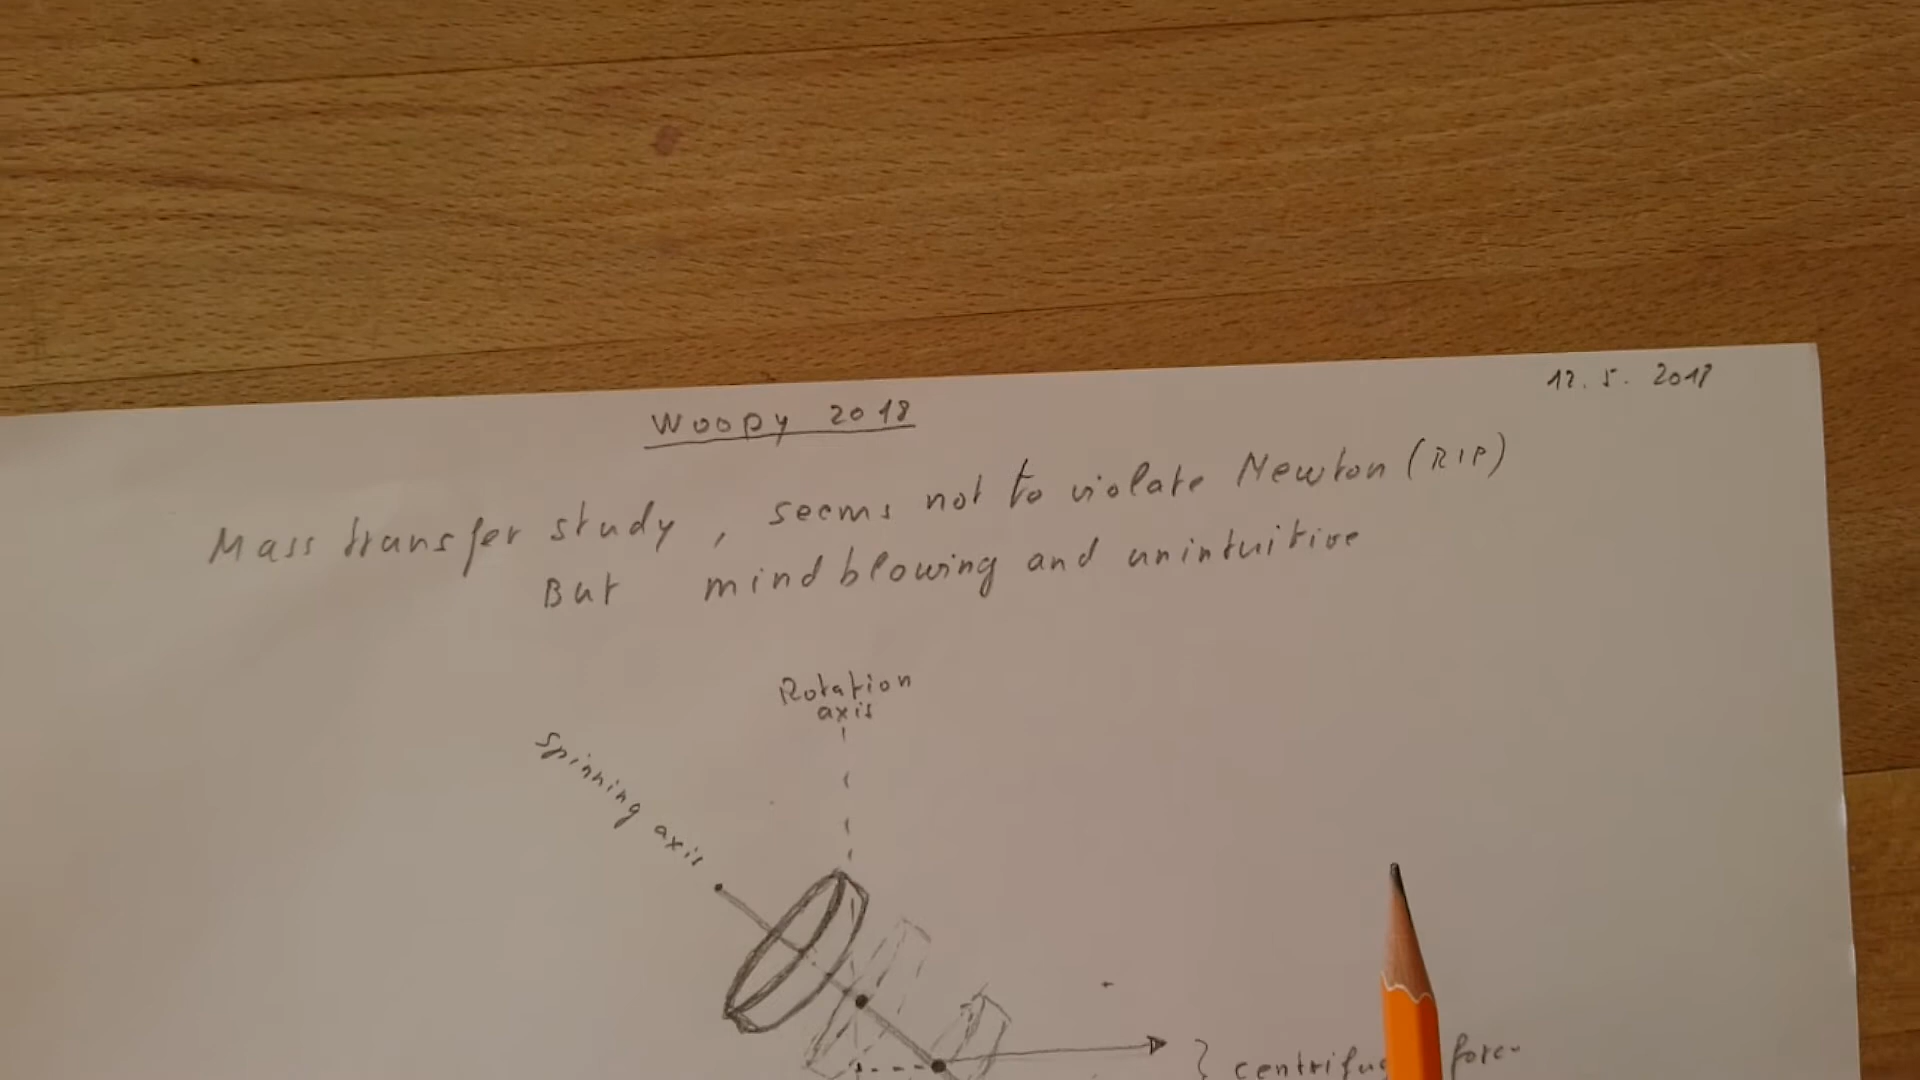 12.5.2018
Woopy 2018
Mass transfer study, seems not to violate Newton (RIP)
But mind blowing and unintuitive
Rotation
axis
Spinning axis
centrifug force